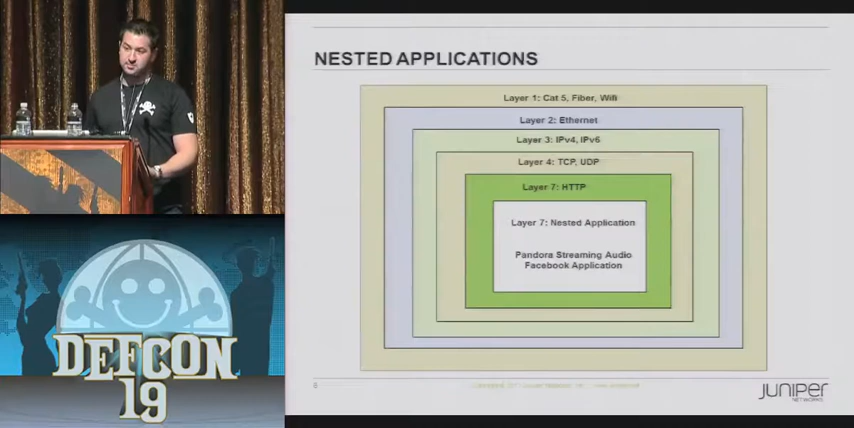 NESTED APPLICATIONS
Layer 1: Cat 5, Fiber, Wifi
Layer 2: Ethernet
Layer 3: IPv4, IPv6
Layer 4: TCP, UDP
Layer 7: HTTP
Layer 7: Nested Application
Pandora Streaming Audio
Facebook Application
JUNIPER
NETWORKS
DEFCON
19